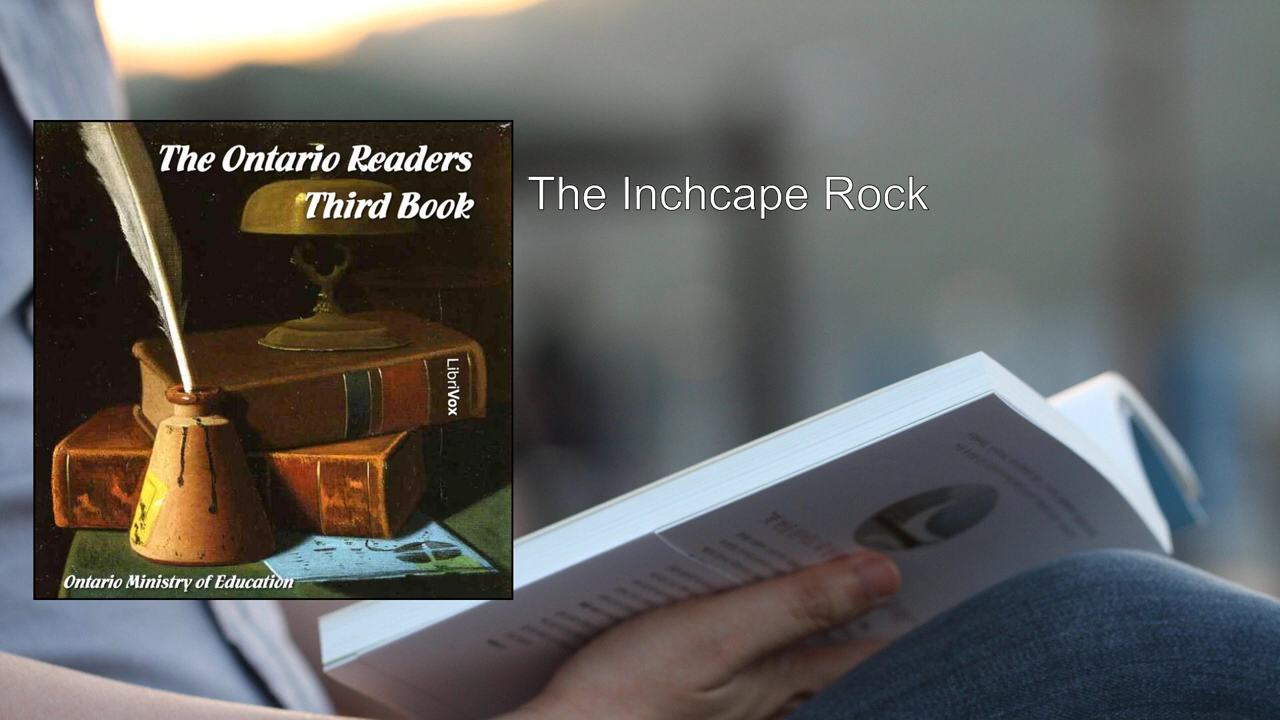 The Ontario Readers
Third Book
The Inchcape Rock
LibriVox
Ontario Ministry of Education